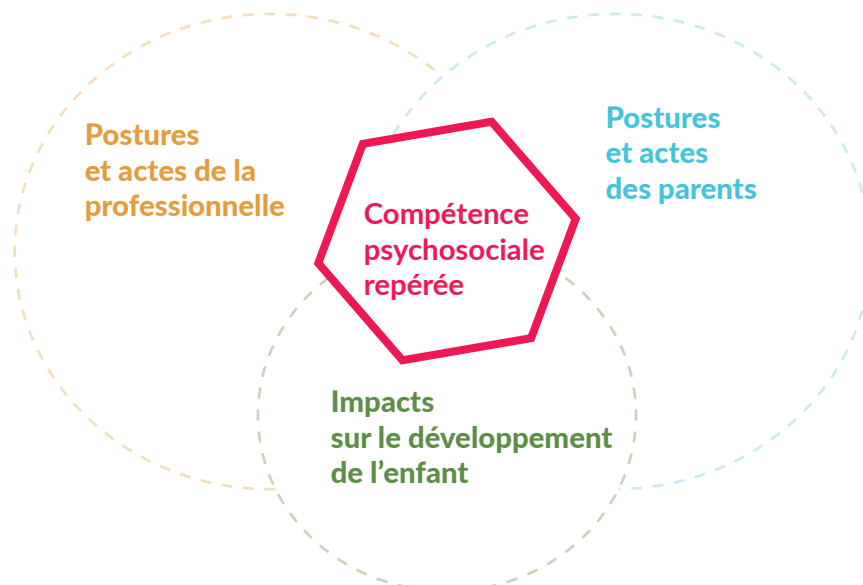 Postures
et actes de la
professionnelle
Postures
et actes
des parents
Compétence
psychosociale
repérée
Impacts
sur le développement
de l’enfant